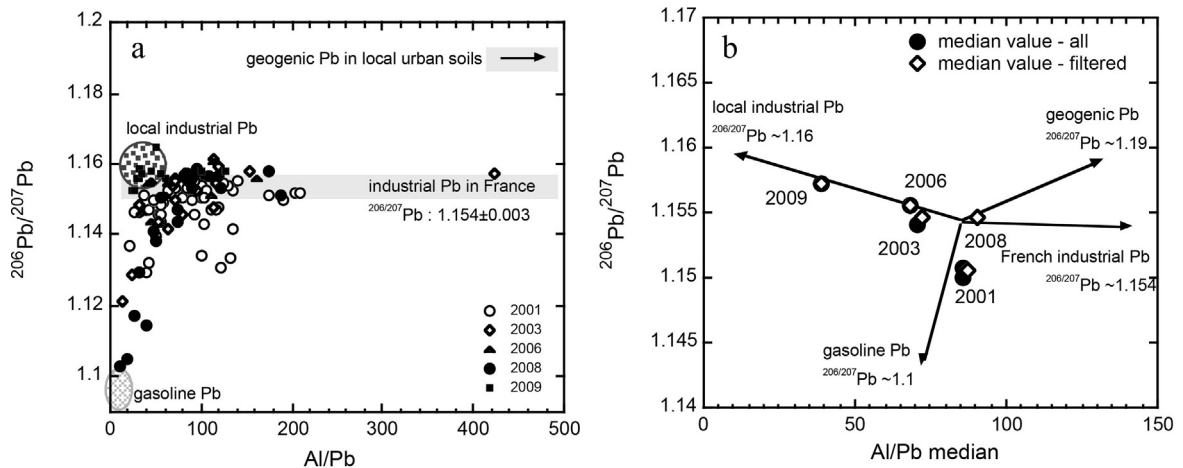 a
1.2
1.18
1.16
1.14
1.12
1.1
206Pb/207Pb
geogenic Pb in local urban soils
local industrial Pb
industrial Pb in France
206/207Pb : 1.154±0.003
gasoline Pb
2001
2003
2006
2008
2009
0 100 200 300 400 500
Al/Pb
b
1.17
1.165
1.16
1.155
1.150
1.145
1.14
206Pb/207Pb
median value - all
median value - filtered
local industrial Pb
206/207Pb ~1.16
geogenic Pb
206/207Pb ~1.19
2009
2006
2003
2008
2001
French industrial Pb
206/207Pb ~1.154
gasoline Pb
206/207Pb ~1.1
0 50 100 150
Al/Pb median